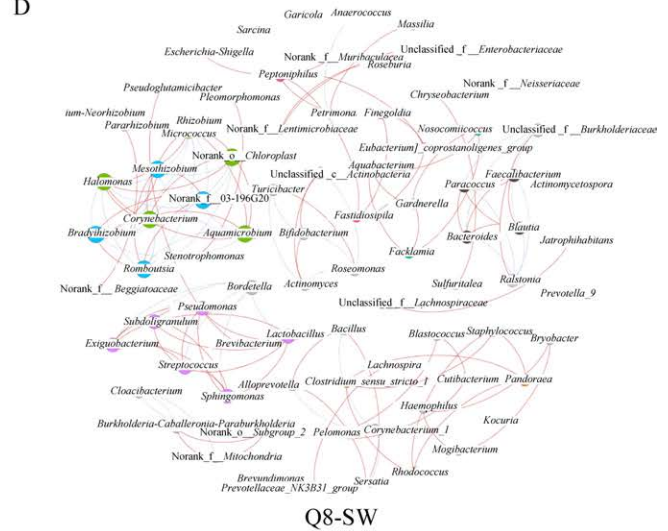 D
Garicola
Anaerococcus
Sarcina
Massilia
Escherichia-Shigella
Norank_f__Muribaculacea
Unclassified_f__Enterobacteriaceae
Roseburia
Peptoniphilus
Norank_f__Neisseriaceae
Pseudoglutamicibacter
Chryseobacterium
Pleomorphomonas
ium-Neorhizobium
Petrimona
Finegoldia
Rhizobium
Pararhizobium
Norank_f__Lentimicrobiaceae
Nosocomiicoccus
Unclassified_f__Burkholderiaceae
Micrococcus
Eubacterium]_coprostanoligenes_group
Norank_o__Chloroplast
Aquabacterium
Mesothizobium
Unclassified_c__Actinobacteria
Faecalibacterium
Halomonas
Turicibacter
Paracoccus
Actinomycetospora
Norank_f__03-196G20
Gardnerella
Corynebacterium
Fastidiosipila
Blautia
Bradyihizobium
Aquamicrobium
Bifidobacterium
Bacteroides
Jatrophihabitans
Stenotrophomonas
Facklamia
Romboutsia
Roseomonas
Norank_f__Beggiatoaceae
Actinomyces
Sulfuritalea
Ralstonia
Bordetella
Prevotella_9
Unclassified_f__Lachnospiraceae
Pseudomonas
Subdoligranulum
Lactobacillus
Bacillus
Blastococcus
Staphylococcus
Bryobacter
Exiguobacterium
Brevibacterium
Lachnospira
Streptococcus
Alloprevotella
Clostridium_sensu_stricto_1
Cutibacterium
Pandoraea
Cloacibacterium
Sphingomonas
Haemophilus
Burkholderia-Caballeronia-Paraburkholderia
Kocuria
Norank_o__Subgroup_2
Pelomonas
Corynebacterium_1
Norank_f__Mitochondria
Mogibacterium
Brevundimonas
Rhodococcus
Prevotellaceae_NK3B31_group
Sersatia
Q8-SW